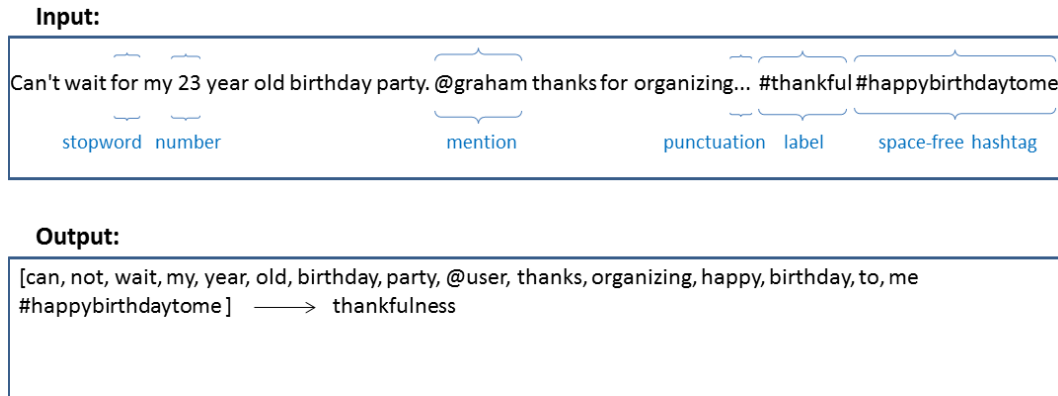 Input:
Can't wait for my 23 year old birthday party. @graham thanks for organizing... #thankful #happybirthdaytome
stopword number mention punctuation label space-free hashtag
Output:
[can, not, wait, my, year, old, birthday, party, @user, thanks, organizing, happy, birthday, to, me
#happybirthdaytome ] ⟶ thankfulness